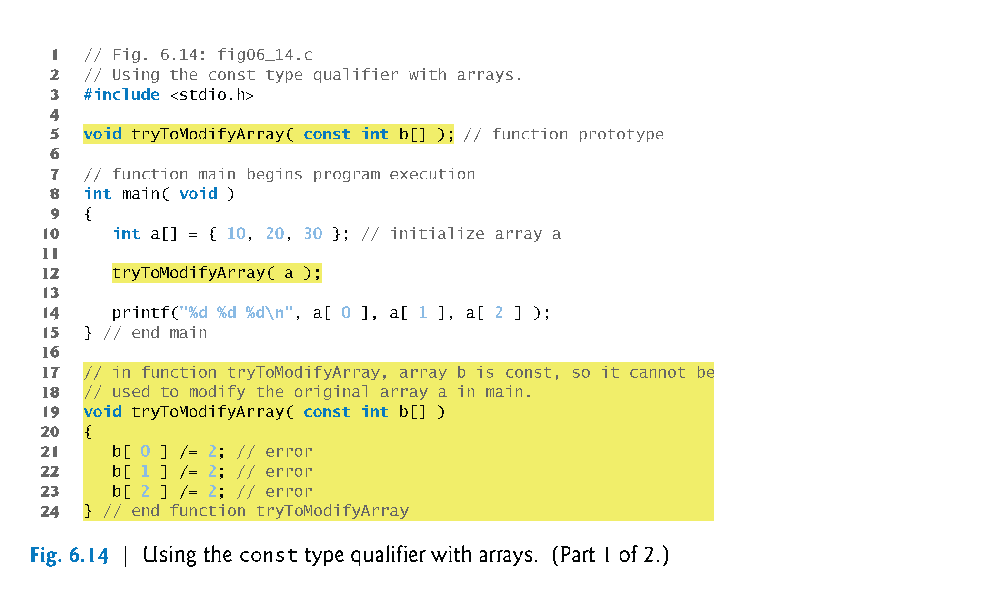 1 // Fig. 6.14: fig06_14.c
2 // Using the const type qualifier with arrays.
3 #include <stdio.h>
4
5 void tryToModifyArray( const int b[] ); // function prototype
6
7 // function main begins program execution
8 int main( void )
9 {
10    int a[] = { 10, 20, 30 }; // initialize array a
11
12    tryToModifyArray( a );
13
14    printf("%d %d %d\n", a[ 0 ], a[ 1 ], a[ 2 ] );
15 } // end main
16
17 // in function tryToModifyArray, array b is const, so it cannot be
18 // used to modify the original array a in main.
19 void tryToModifyArray( const int b[] )
20 {
21    b[ 0 ] /= 2; // error
22    b[ 1 ] /= 2; // error
23    b[ 2 ] /= 2; // error
24 } // end function tryToModifyArray
Fig. 6.14 | Using the const type qualifier with arrays. (Part 1 of 2.)